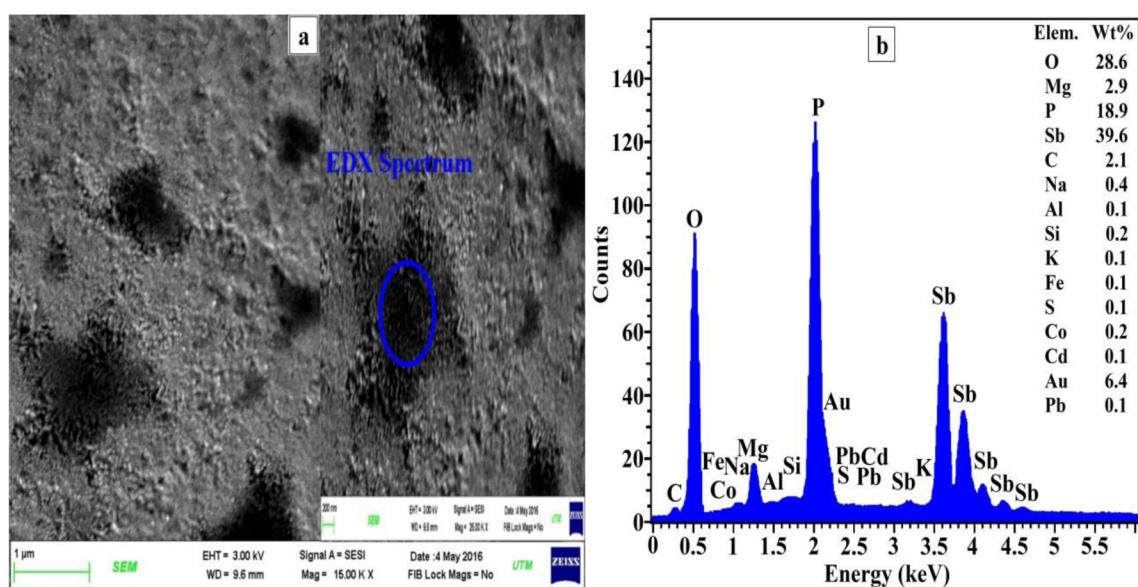 a
EDX Spectrum
200 nm
SEM
EHT = 3.00 kV
Signal A = SESI
Date :4 May 2016
WD = 9.6 mm
Mag = 25.00 K X
FIB Lock Mags = No
UTM
ZEISS
1 µm
SEM
EHT = 3.00 kV
Signal A = SESI
Date :4 May 2016
WD = 9.6 mm
Mag = 15.00 K X
FIB Lock Mags = No
UTM
ZEISS
b
Elem. Wt%
O 28.6
Mg 2.9
P 18.9
Sb 39.6
C 2.1
Na 0.4
Al 0.1
Si 0.2
K 0.1
Fe 0.1
S 0.1
Co 0.2
Cd 0.1
Au 6.4
Pb 0.1
Counts
140
120
100
80
60
40
20
0
C
O
Fe
Co
Na
Mg
Al
Si
P
Au
PbCd
S Pb
Sb
K
Sb
Sb
Sb
Sb
Sb
0 0.5 1 1.5 2 2.5 3 3.5 4 4.5 5 5.5 6
Energy (keV)